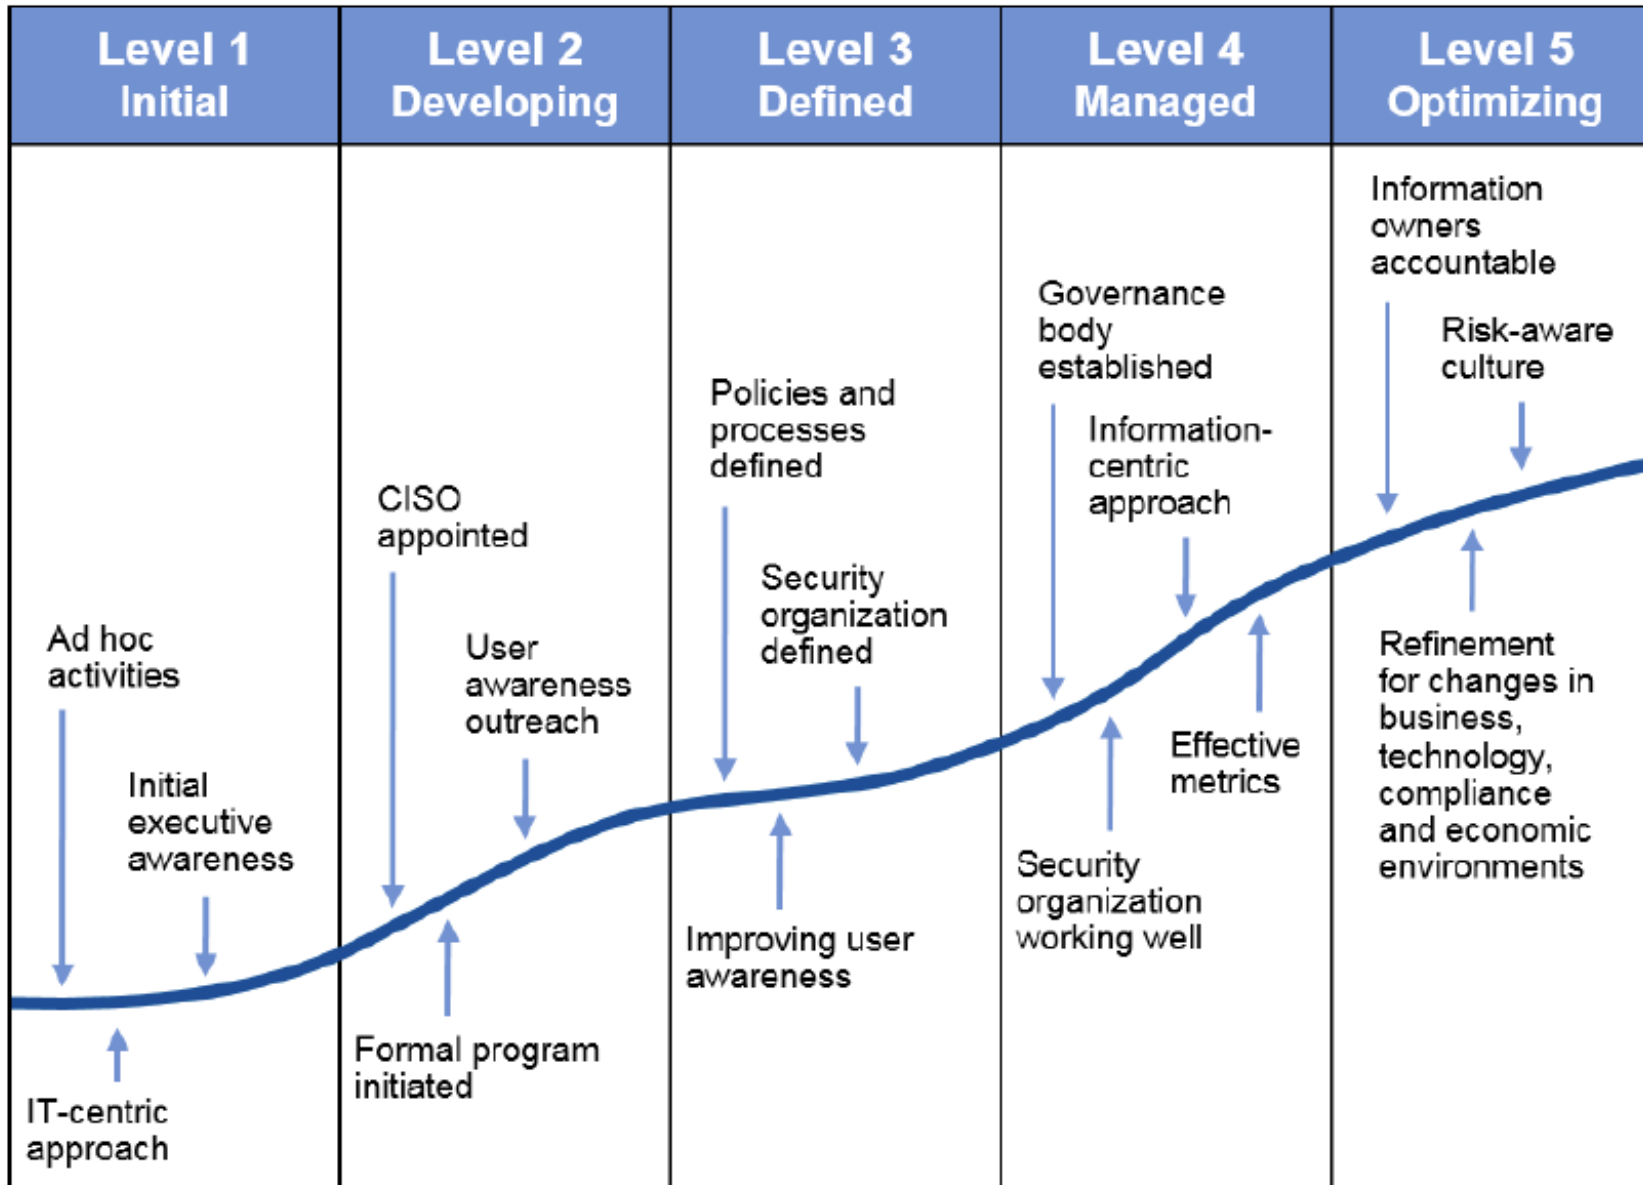 Level 1
Initial
Level 2
Developing
Level 3
Defined
Level 4
Managed
Level 5
Optimizing
Ad hoc
activities
Initial
executive
awareness
IT-centric
approach
CISO
appointed
User
awareness
outreach
Formal program
initiated
Policies and
processes
defined
Security
organization
defined
Improving user
awareness
Governance
body
established
Information-
centric
approach
Effective
metrics
Security
organization
working well
Information
owners
accountable
Risk-aware
culture
Refinement
for changes in
business,
technology,
compliance
and economic
environments